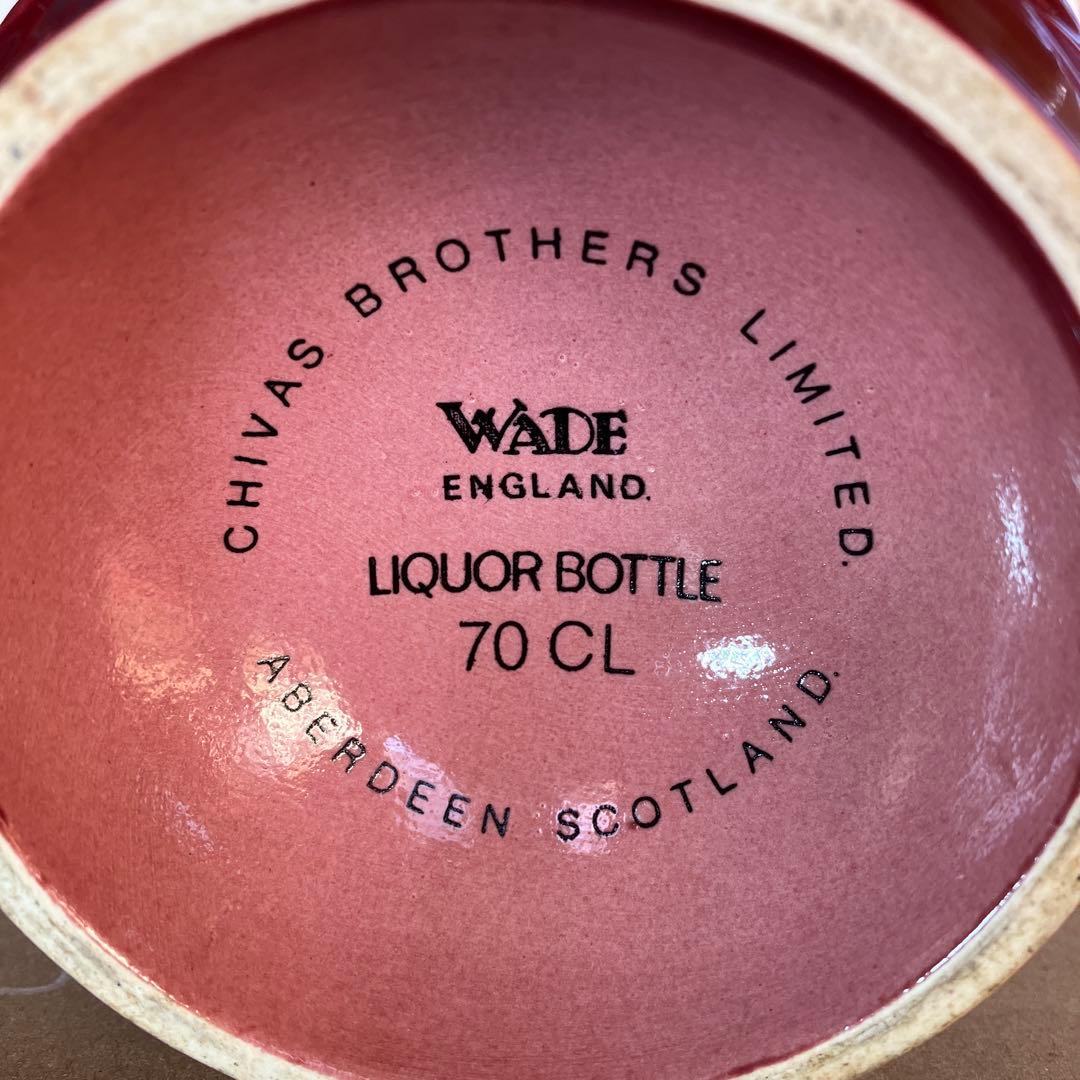 CHIVAS BROTHERS LIMITED.
WADE
ENGLAND.
LIQUOR BOTTLE
70 CL
ABERDEEN SCOTLAND.